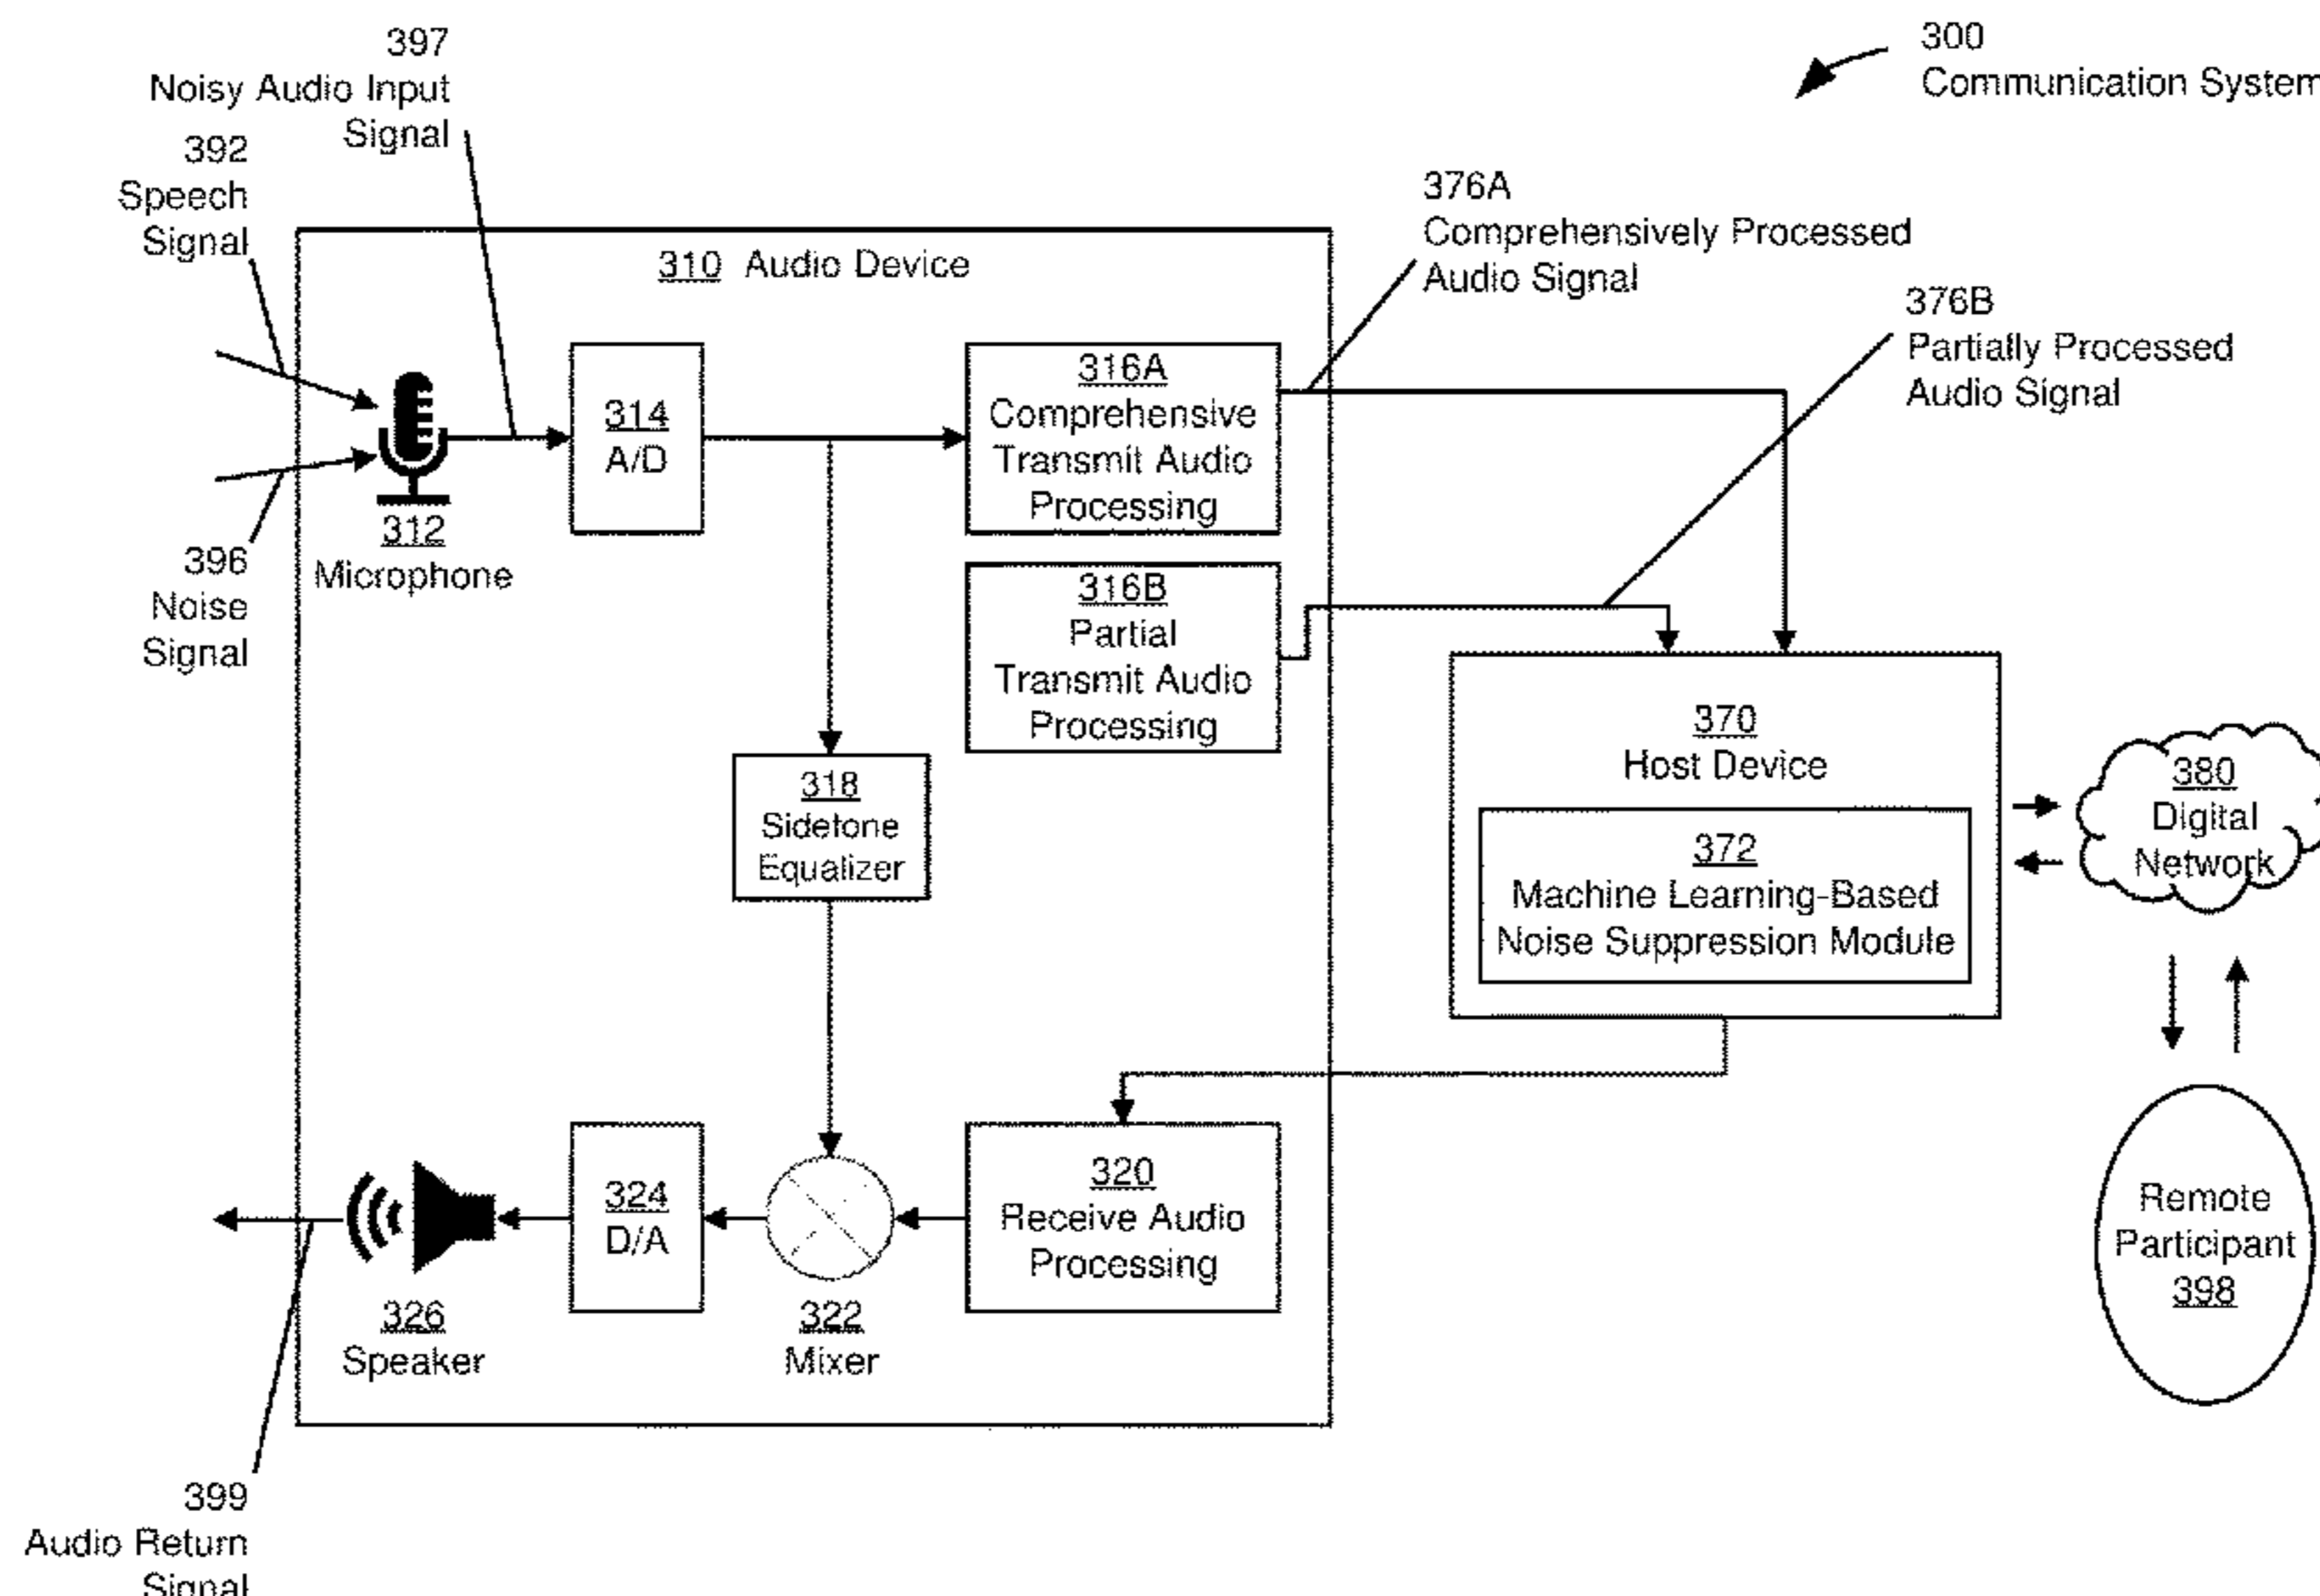 300
Communication System
397
Noisy Audio Input
Signal
392
Speech
Signal
376A
Comprehensively Processed
Audio Signal
376B
Partially Processed
Audio Signal
310 Audio Device
316A
Comprehensive
Transmit Audio
Processing
314
A/D
312
Microphone
396
Noise
Signal
316B
Partial
Transmit Audio
Processing
370
Host Device
372
Machine Learning-Based
Noise Suppression Module
380
Digital
Network
318
Sidetone
Equalizer
320
Receive Audio
Processing
324
D/A
326
Speaker
322
Mixer
Remote
Participant
398
399
Audio Return
Signal